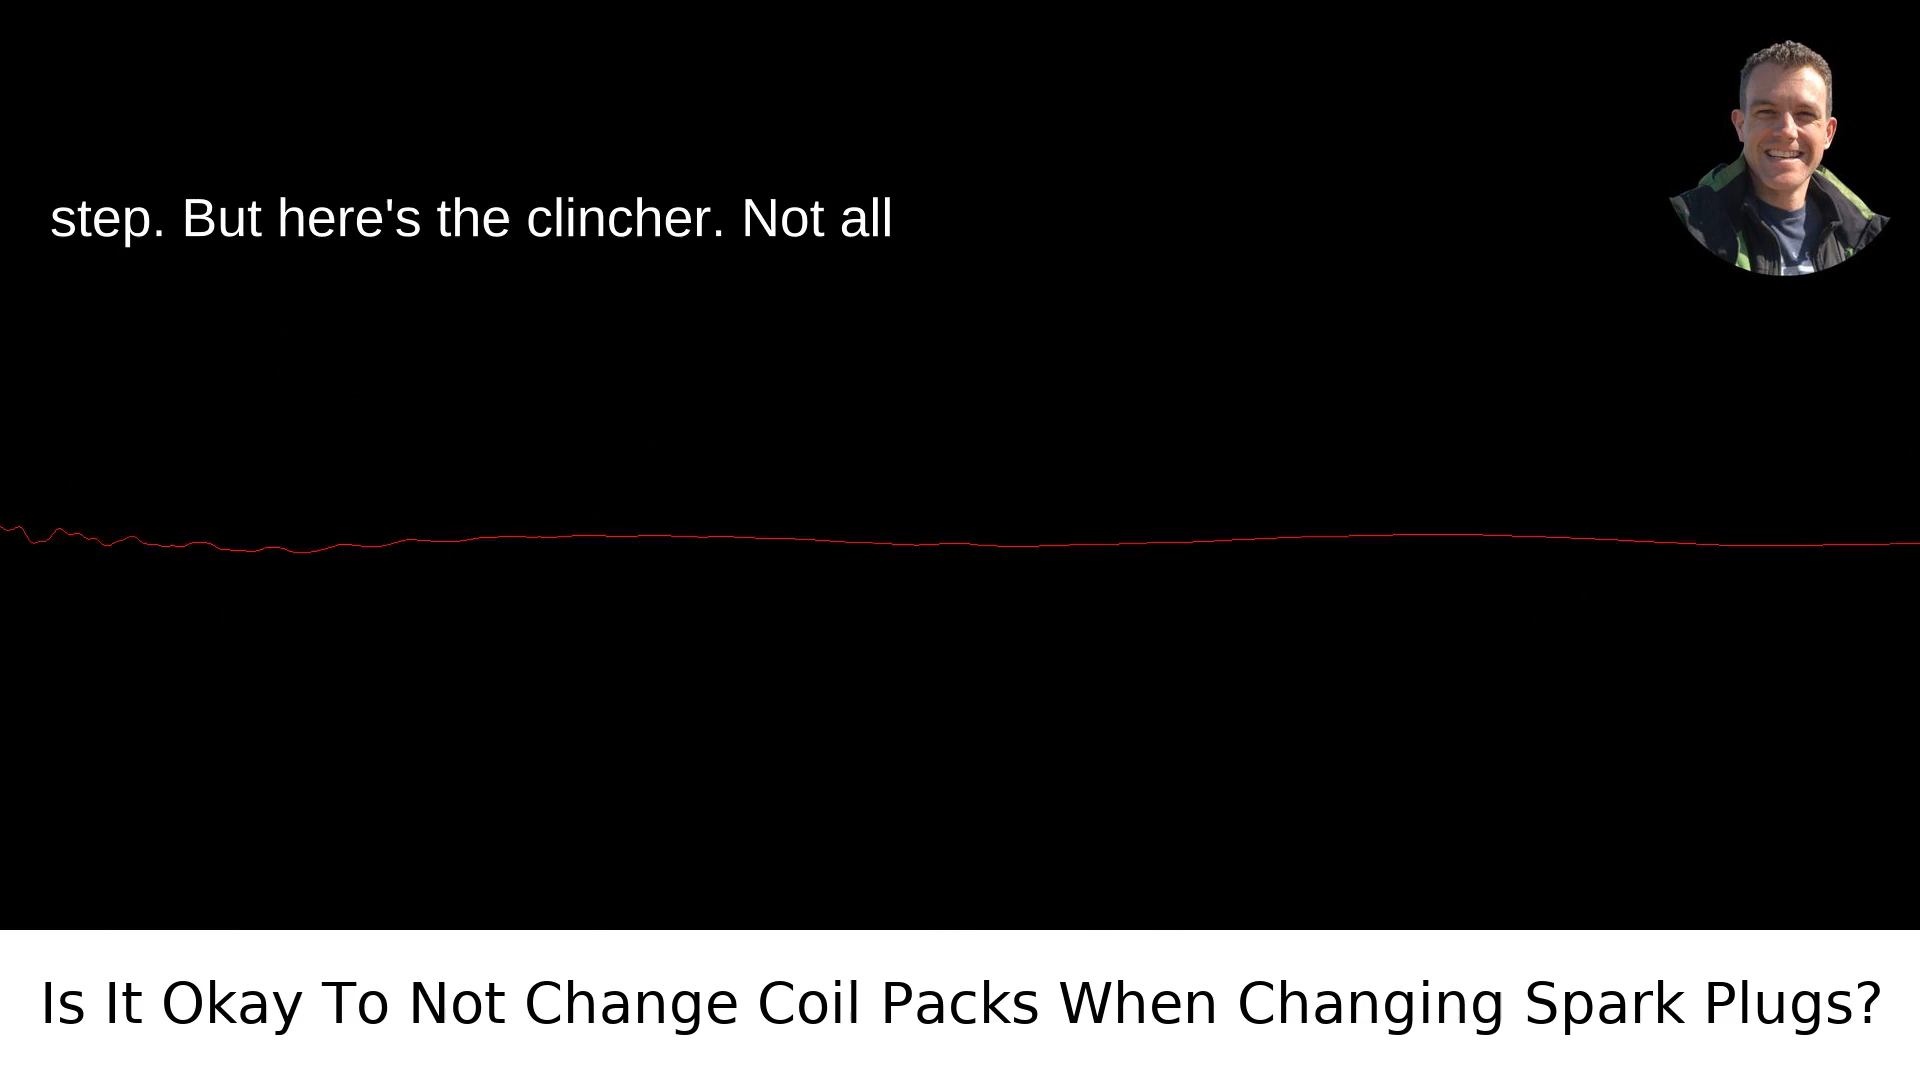 step. But here's the clincher. Not all
Is It Okay To Not Change Coil Packs When Changing Spark Plugs?